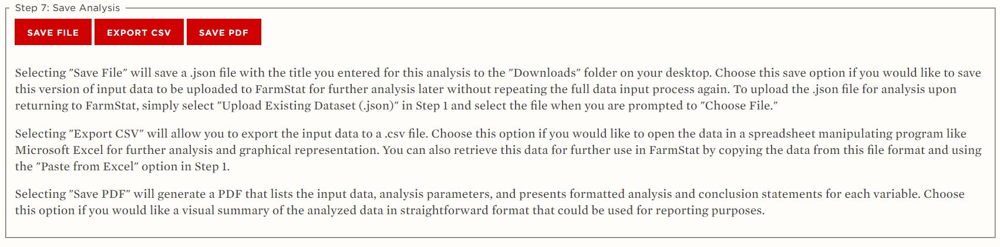 Step 7: Save Analysis
SAVE FILE EXPORT CSV SAVE PDF
Selecting "Save File" will save a .json file with the title you entered for this analysis to the "Downloads" folder on your desktop. Choose this save option if you would like to save
this version of input data to be uploaded to FarmStat for further analysis later without repeating the full data input process again. To upload the .json file for analysis upon
returning to FarmStat, simply select "Upload Existing Dataset (.json)" in Step 1 and select the file when you are prompted to "Choose File."
Selecting "Export CSV" will allow you to export the input data to a .csv file. Choose this option if you would like to open the data in a spreadsheet manipulating program like
Microsoft Excel for further analysis and graphical representation. You can also retrieve this data for further use in FarmStat by copying the data from this file format and using
the "Paste from Excel" option in Step 1.
Selecting "Save PDF" will generate a PDF that lists the input data, analysis parameters, and presents formatted analysis and conclusion statements for each variable. Choose
this option if you would like a visual summary of the analyzed data in straightforward format that could be used for reporting purposes.